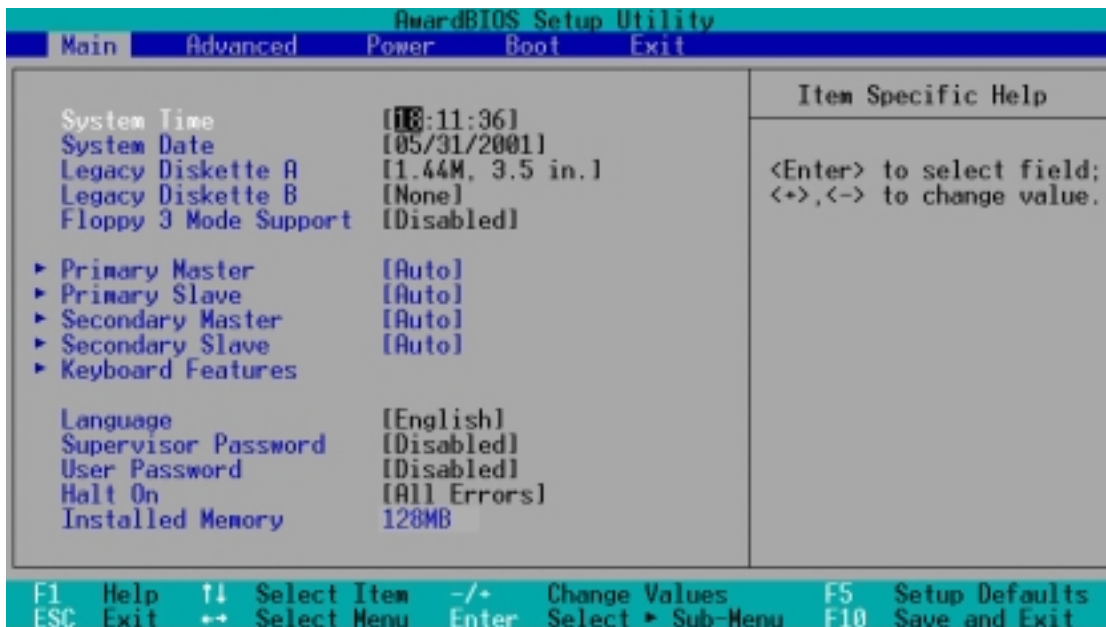 AwardBIOS Setup Utility
Main Advanced Power Boot Exit
System Time [18:11:36]
System Date [05/31/2001]
Legacy Diskette A [1.44M, 3.5 in.]
Legacy Diskette B [None]
Floppy 3 Mode Support [Disabled]
► Primary Master [Auto]
► Primary Slave [Auto]
► Secondary Master [Auto]
► Secondary Slave [Auto]
► Keyboard Features
Language [English]
Supervisor Password [Disabled]
User Password [Disabled]
Halt On [All Errors]
Installed Memory 128MB
Item Specific Help
<Enter> to select field;
<+>,<-> to change value.
F1 Help ↑↓ Select Item -/+ Change Values F5 Setup Defaults
ESC Exit ←→ Select Menu Enter Select ► Sub-Menu F10 Save and Exit